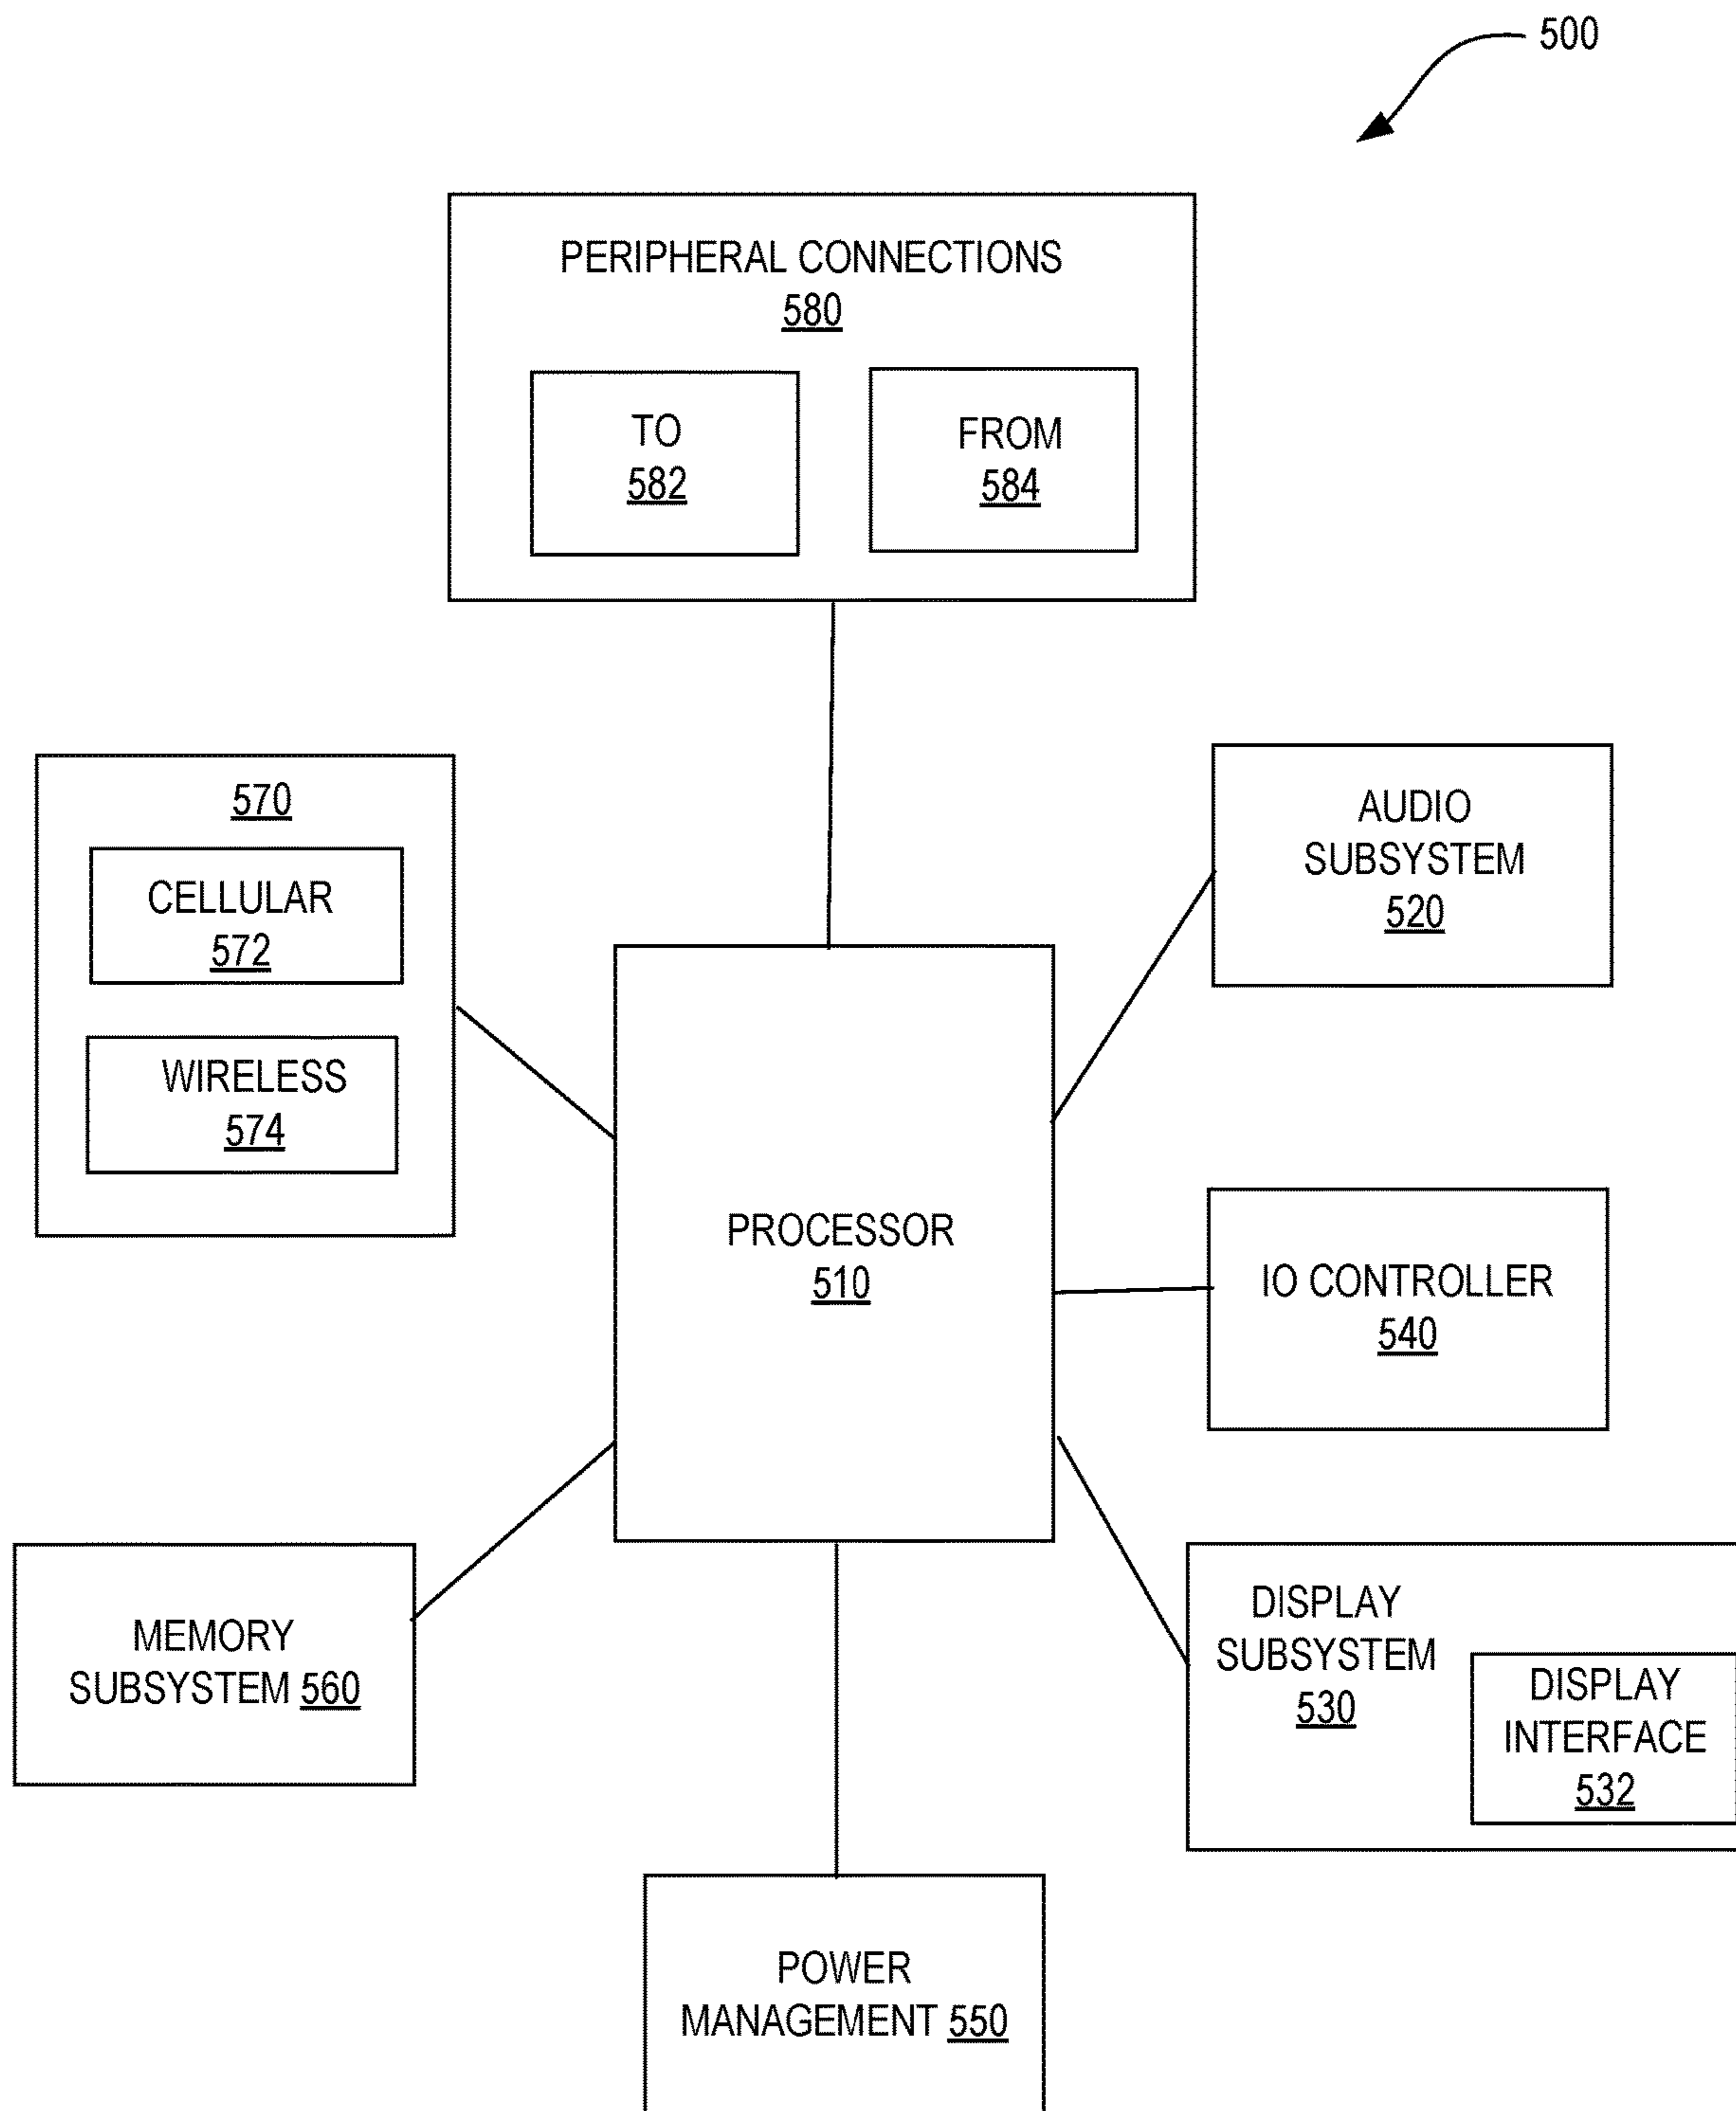 500
PERIPHERAL CONNECTIONS
580
TO
582
FROM
584
570
CELLULAR
572
WIRELESS
574
AUDIO
SUBSYSTEM
520
PROCESSOR
510
IO CONTROLLER
540
MEMORY
SUBSYSTEM 560
DISPLAY
SUBSYSTEM
530
DISPLAY
INTERFACE
532
POWER
MANAGEMENT 550